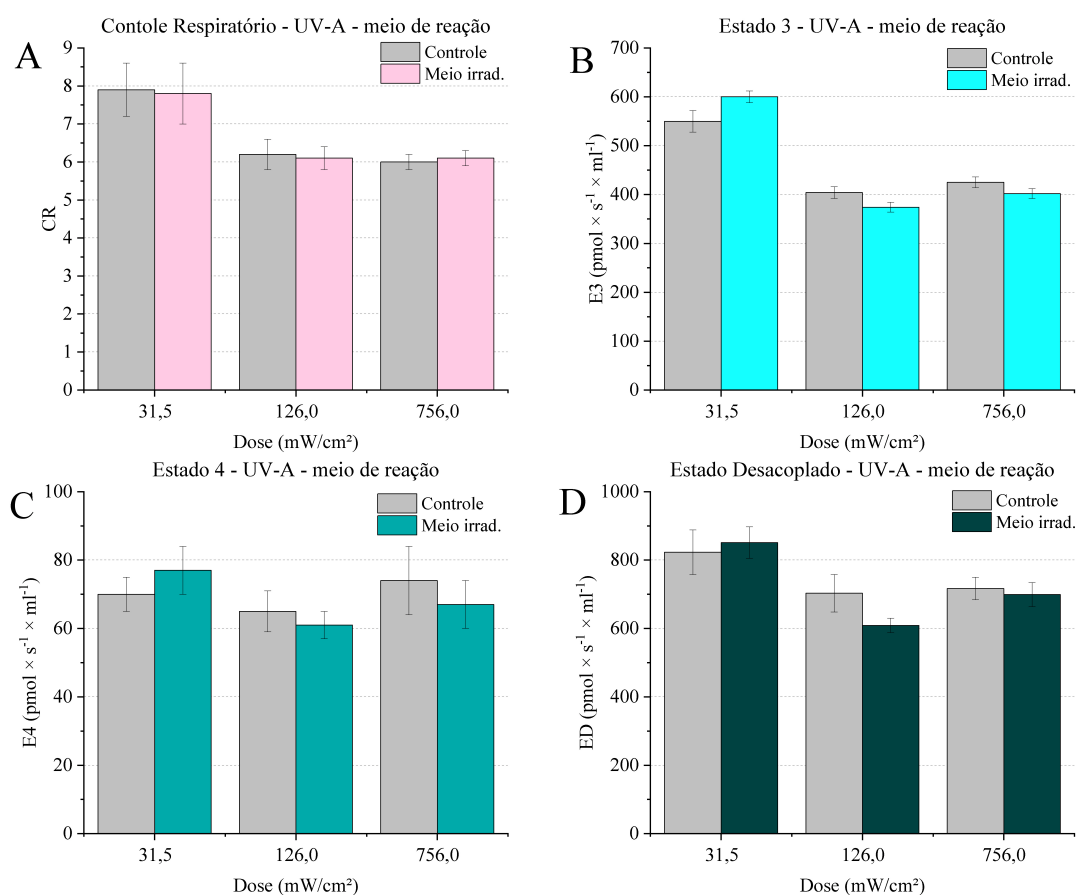 Contole Respiratório - UV-A - meio de reação
A
Controle
Meio irrad.
9
8
7
6
5
4
3
2
1
0
CR
31,5
126,0
756,0
Dose (mW/cm²)
Estado 3 - UV-A - meio de reação
B
Controle
Meio irrad.
700
600
500
400
300
200
100
0
E3 (pmol × s⁻¹ × ml⁻¹)
31,5
126,0
756,0
Dose (mW/cm²)
Estado 4 - UV-A - meio de reação
C
Controle
Meio irrad.
100
80
60
40
20
0
E4 (pmol × s⁻¹ × ml⁻¹)
31,5
126,0
756,0
Dose (mW/cm²)
Estado Desacoplado - UV-A - meio de reação
D
Controle
Meio irrad.
1000
800
600
400
200
0
ED (pmol × s⁻¹ × ml⁻¹)
31,5
126,0
756,0
Dose (mW/cm²)